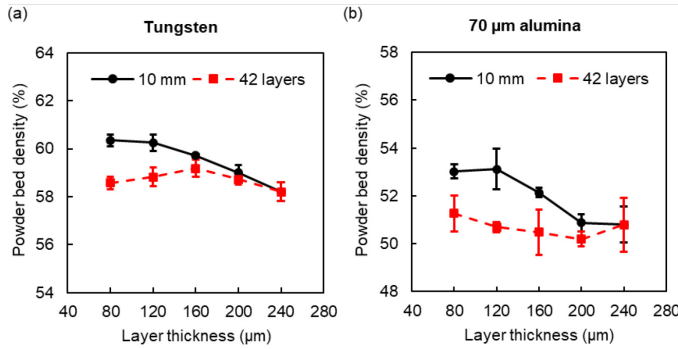 (a)
Tungsten
10 mm
42 layers
Powder bed density (%)
64
62
60
58
56
54
40
80
120
160
200
240
280
Layer thickness (µm)
(b)
70 µm alumina
10 mm
42 layers
Powder bed density (%)
58
56
54
52
50
48
40
80
120
160
200
240
280
Layer thickness (µm)